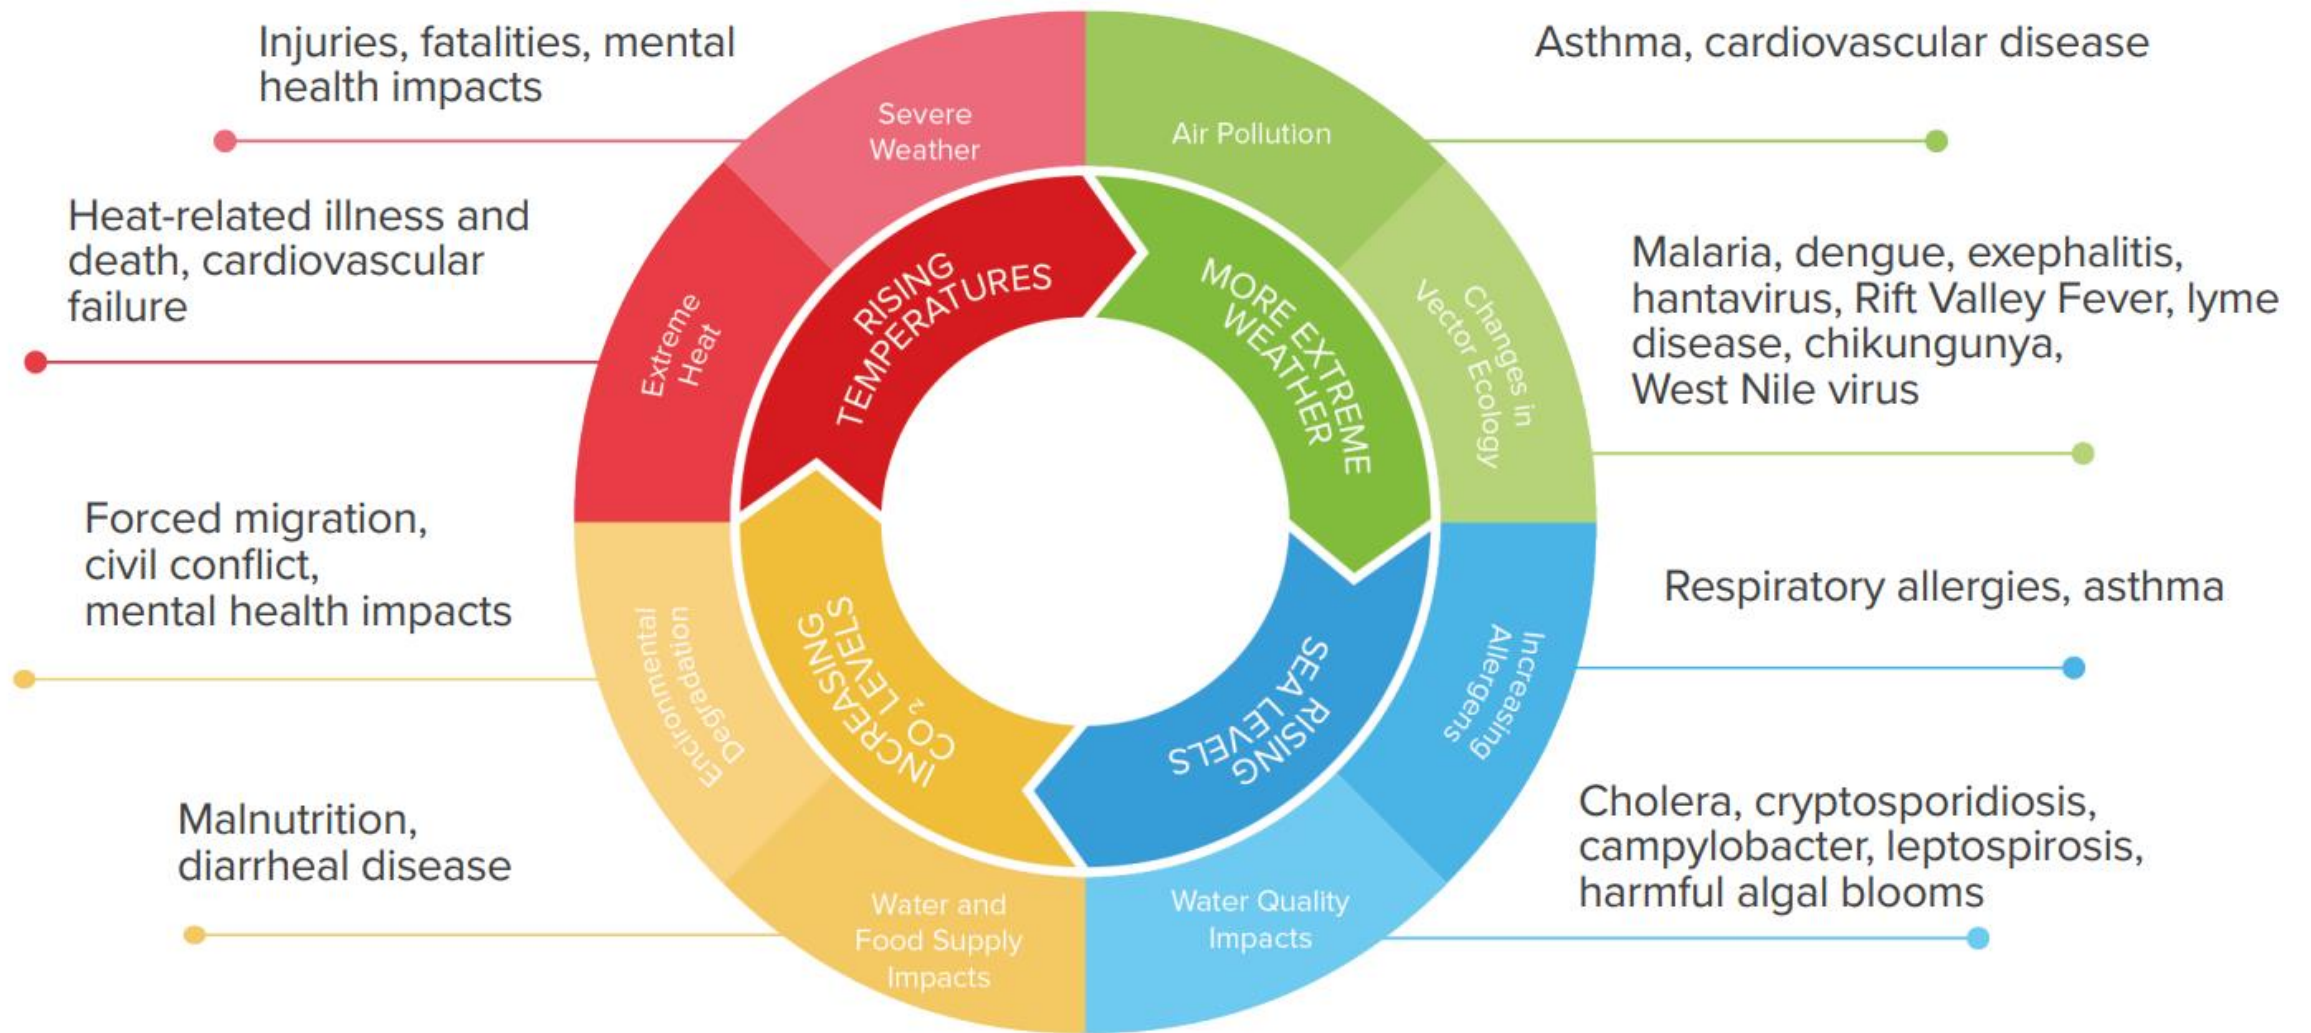 Injuries, fatalities, mental
health impacts
Severe
Weather
Heat-related illness and
death, cardiovascular
failure
Extreme
Heat
Forced migration,
civil conflict,
mental health impacts
Encironmental
Degradation
Malnutrition,
diarrheal disease
Water and
Food Supply
Impacts
Asthma, cardiovascular disease
Air Pollution
Malaria, dengue, exephalitis,
hantavirus, Rift Valley Fever, lyme
disease, chikungunya,
West Nile virus
Changes in
Vector Ecology
Respiratory allergies, asthma
Increasing
Allergens
Cholera, cryptosporidiosis,
campylobacter, leptospirosis,
harmful algal blooms
Water Quality
Impacts
RISING
TEMPERATURES
MORE EXTREME
WEATHER
RISING
SEA LEVELS
INCREASING
CO₂ LEVELS